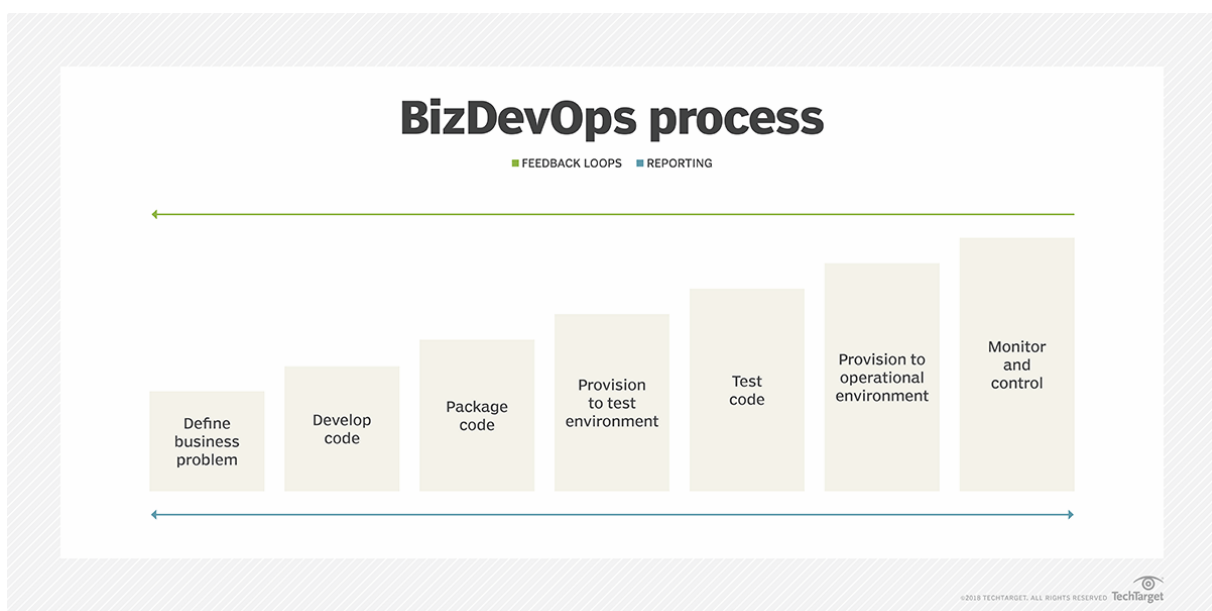 BizDevOps process
FEEDBACK LOOPS REPORTING
Define
business
problem
Develop
code
Package
code
Provision
to test
environment
Test
code
Provision to
operational
environment
Monitor
and
control
©2018 TECHTARGET. ALL RIGHTS RESERVED TechTarget